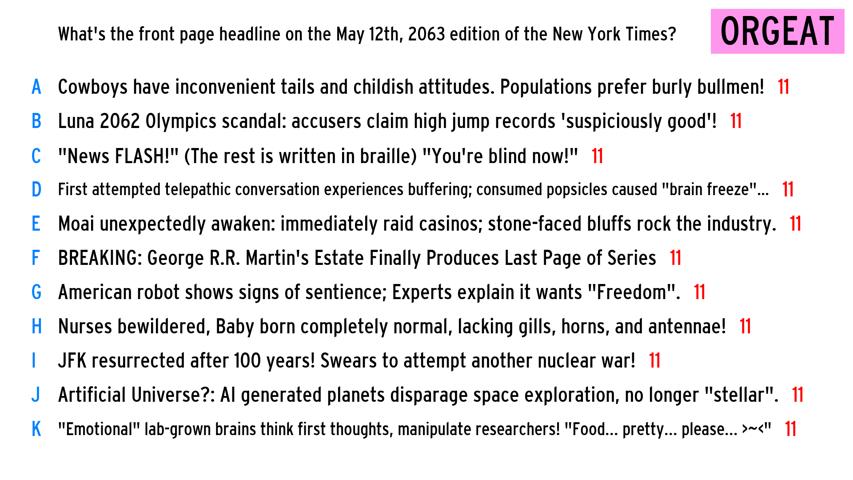 What's the front page headline on the May 12th, 2063 edition of the New York Times?
ORGEAT
A Cowboys have inconvenient tails and childish attitudes. Populations prefer burly bullmen! 11
B Luna 2062 Olympics scandal: accusers claim high jump records 'suspiciously good'! 11
C "News FLASH!" (The rest is written in braille) "You're blind now!" 11
D First attempted telepathic conversation experiences buffering; consumed popsicles caused "brain freeze"... 11
E Moai unexpectedly awaken: immediately raid casinos; stone-faced bluffs rock the industry. 11
F BREAKING: George R.R. Martin's Estate Finally Produces Last Page of Series 11
G American robot shows signs of sentience; Experts explain it wants "Freedom". 11
H Nurses bewildered, Baby born completely normal, lacking gills, horns, and antennae! 11
I JFK resurrected after 100 years! Swears to attempt another nuclear war! 11
J Artificial Universe?: AI generated planets disparage space exploration, no longer "stellar". 11
K "Emotional" lab-grown brains think first thoughts, manipulate researchers! "Food... pretty... please... >~<" 11